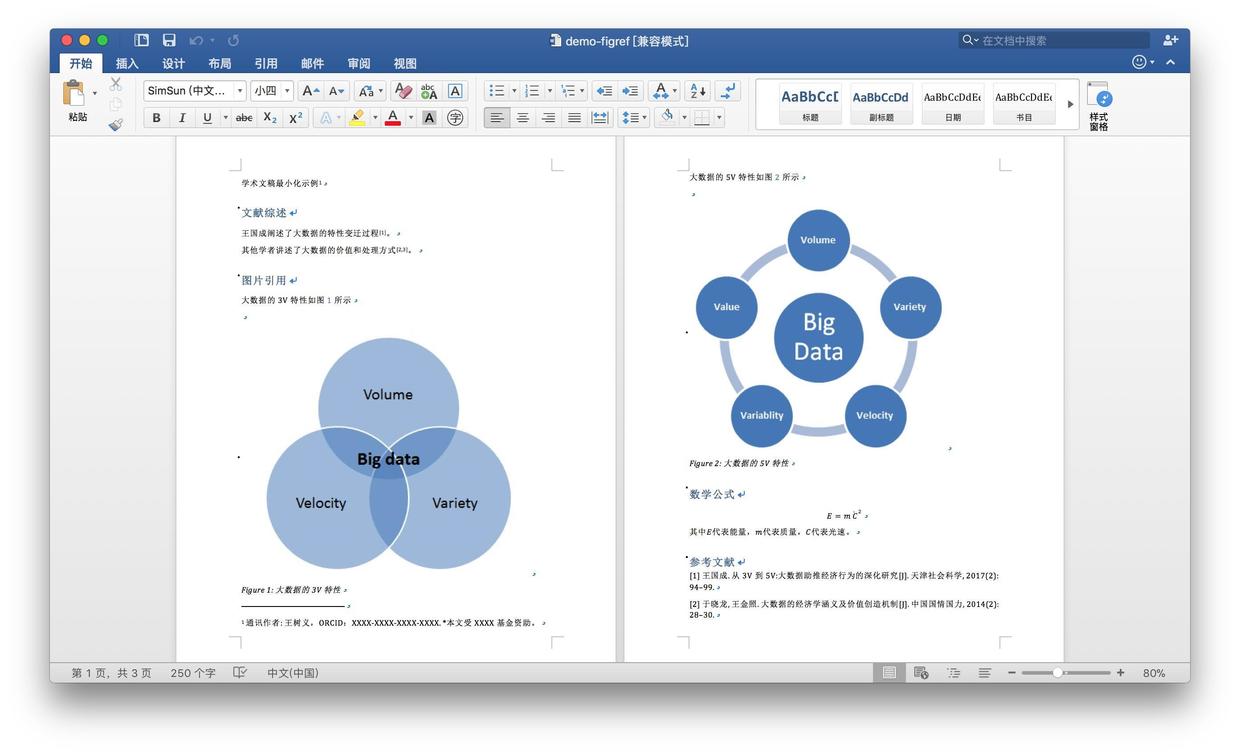 demo-figref [兼容模式]
在文档中搜索
开始 插入 设计 布局 引用 邮件 审阅 视图
粘贴
SimSun (中文...
小四
A A Aa A abc A A
B I U abc X2 X2 A A A 字
A A Z
AaBbCcI AaBbCcDd AaBbCcDdE AaBbCcDdE
标题 副标题 日期 书目
样式
窗格
学术文稿最小化示例1
文献综述
王国成阐述了大数据的特性变迁过程[1]。
其他学者讲述了大数据的价值和处理方式[2,3]。
图片引用
大数据的 3V 特性如图 1 所示
Volume
Big data
Velocity
Variety
Figure 1: 大数据的 3V 特性
1 通讯作者: 王树义，ORCID：XXXX-XXXX-XXXX-XXXX. *本文受 XXXX 基金资助。
大数据的 5V 特性如图 2 所示
Volume
Value
Variety
Big
Data
Variablity
Velocity
Figure 2: 大数据的 5V 特性
数学公式
E = mC2
其中E代表能量，m代表质量，C代表光速。
参考文献
[1] 王国成. 从 3V 到 5V:大数据助推经济行为的深化研究[J]. 天津社会科学, 2017(2):
94–99.
[2] 于晓龙, 王金照. 大数据的经济学涵义及价值创造机制[J]. 中国国情国力, 2014(2):
28–30.
第 1 页，共 3 页 250 个字 中文(中国) 80%